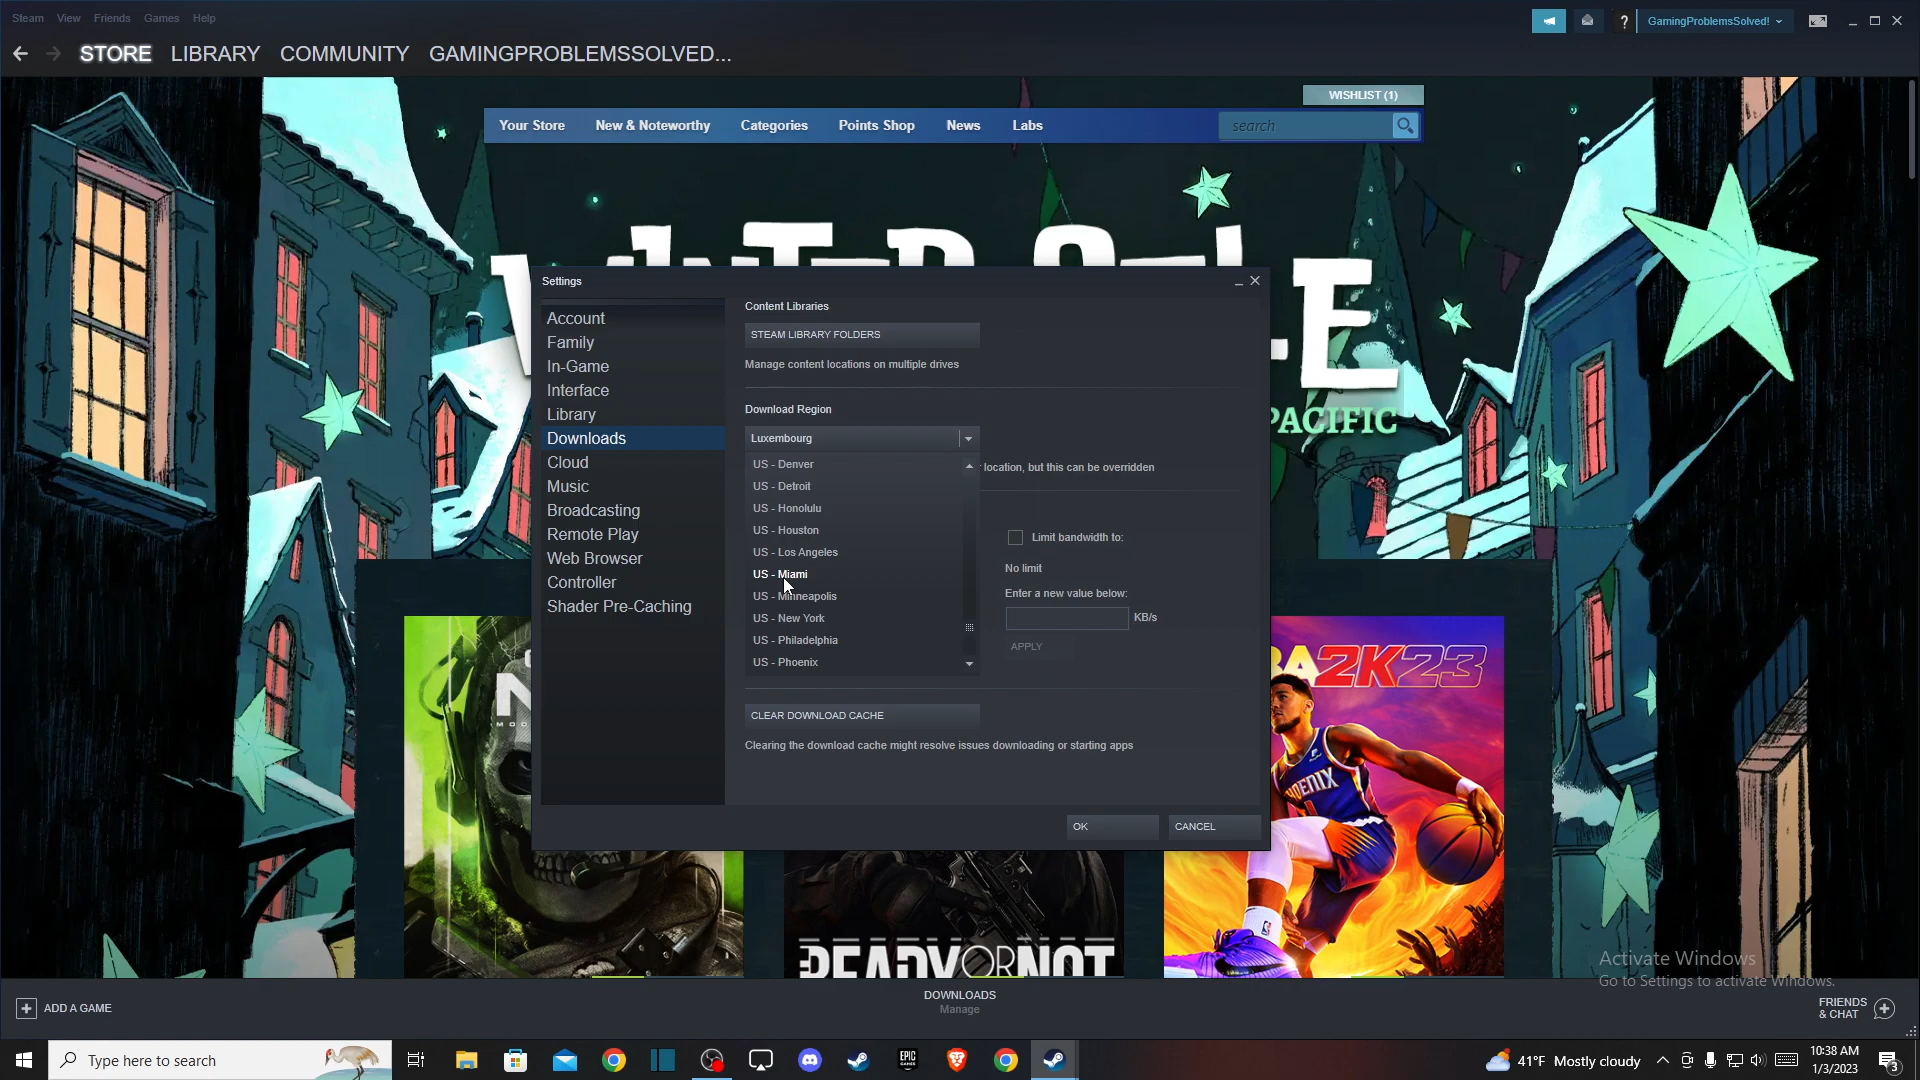 Steam View Friends Games Help
GamingProblemsSolved!
STORE LIBRARY COMMUNITY GAMINGPROBLEMSSOLVED...
WISHLIST (1)
Your Store New & Noteworthy Categories Points Shop News Labs search
PACIFIC
Settings
Account
Family
In-Game
Interface
Library
Downloads
Cloud
Music
Broadcasting
Remote Play
Web Browser
Controller
Shader Pre-Caching
Content Libraries
STEAM LIBRARY FOLDERS
Manage content locations on multiple drives
Download Region
Luxembourg
location, but this can be overridden
US - Denver
US - Detroit
US - Honolulu
US - Houston
US - Los Angeles
US - Miami
US - Minneapolis
US - New York
US - Philadelphia
US - Phoenix
Limit bandwidth to:
No limit
Enter a new value below:
KB/s
APPLY
CLEAR DOWNLOAD CACHE
Clearing the download cache might resolve issues downloading or starting apps
OK CANCEL
2K23
PHOENIX
READY OR NOT
Activate Windows
Go to Settings to activate Windows.
ADD A GAME
DOWNLOADS
Manage
FRIENDS
& CHAT
Type here to search
EPIC
GAMES
41°F Mostly cloudy
10:38 AM
1/3/2023
3